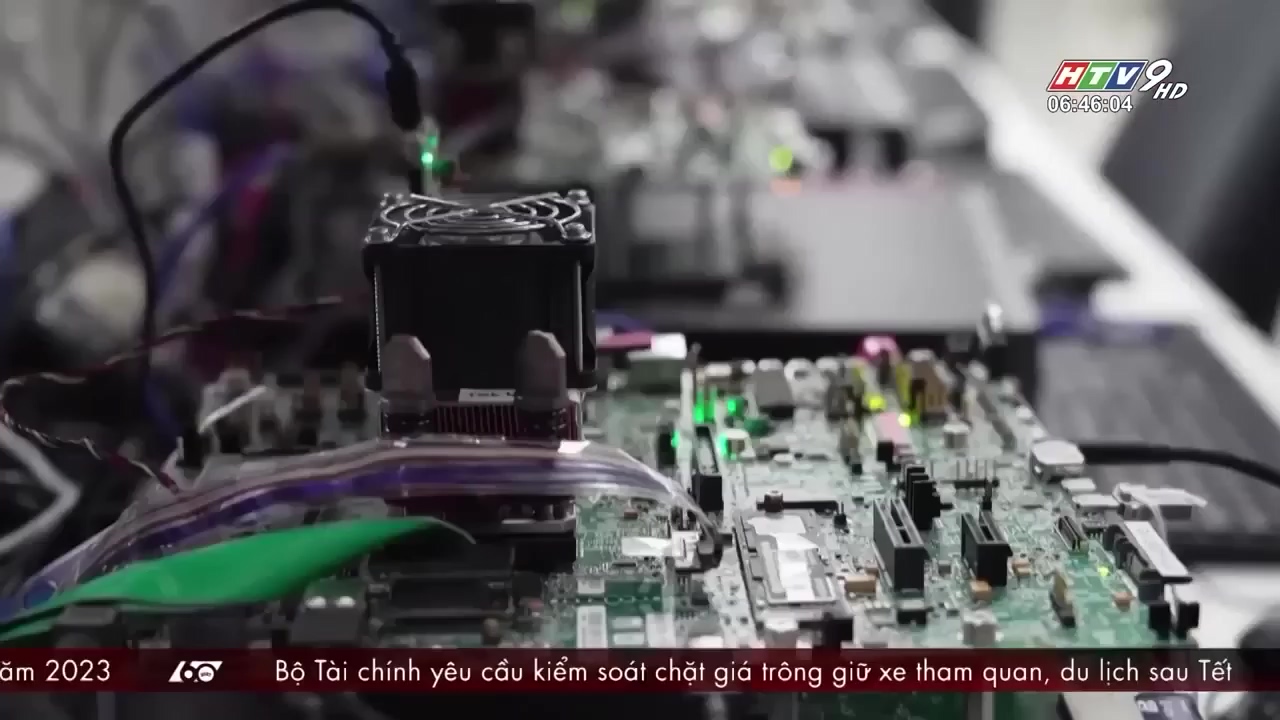 HTV9 HD
06:46:04
ăm 2023 60 Bộ Tài chính yêu cầu kiểm soát chặt giá trông giữ xe tham quan, du lịch sau Tết